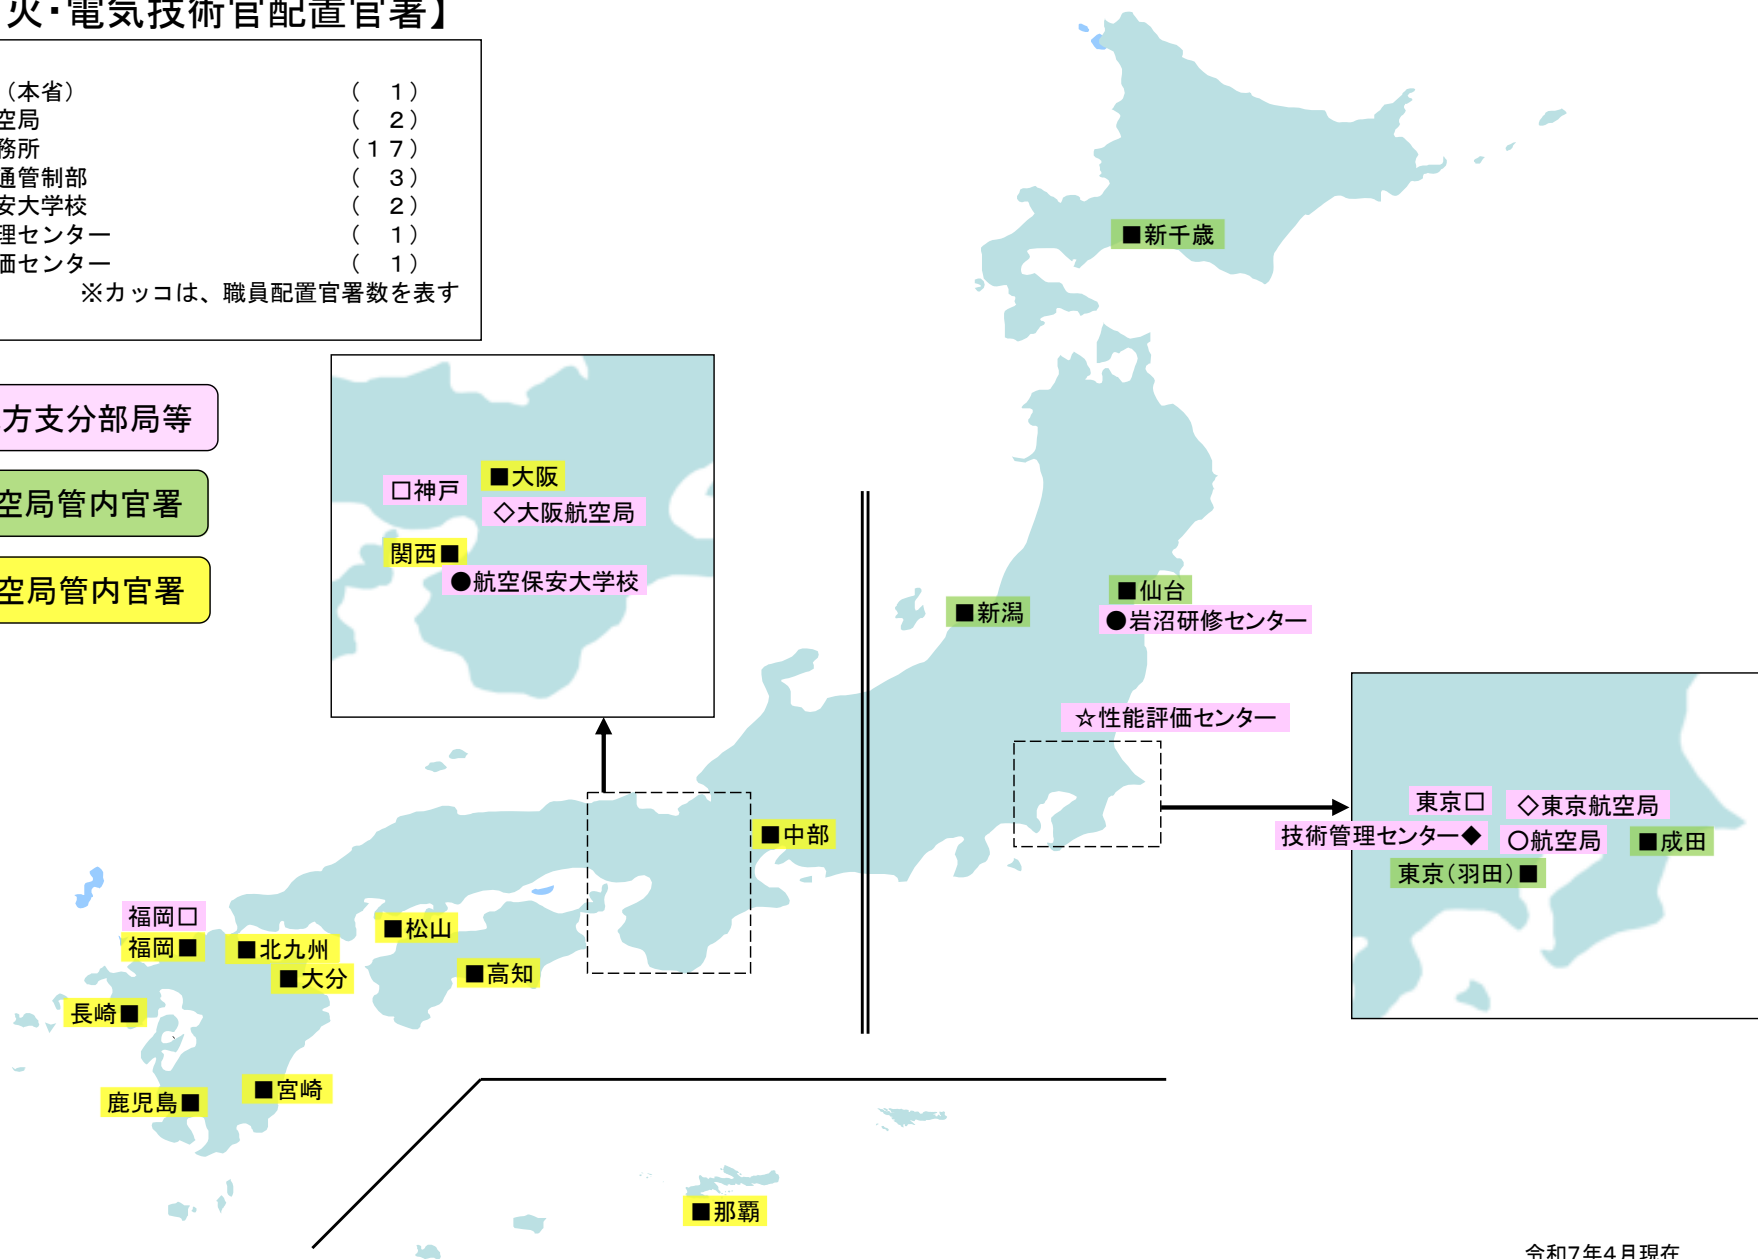 火・電気技術官配置官署】
（本省） （ 1）
空局 （ 2）
務所 （17）
通管制部 （ 3）
安大学校 （ 2）
理センター （ 1）
価センター （ 1）
※カッコは、職員配置官署数を表す
方支分部局等
空局管内官署
空局管内官署
■新千歳
□神戸
■大阪
◇大阪航空局
関西■
●航空保安大学校
■新潟
■仙台
●岩沼研修センター
☆性能評価センター
東京□
◇東京航空局
技術管理センター◆
○航空局
■成田
東京(羽田)■
■中部
福岡□
福岡■
■北九州
■大分
■松山
■高知
長崎■
鹿児島■
■宮崎
■那覇
令和7年4月現在